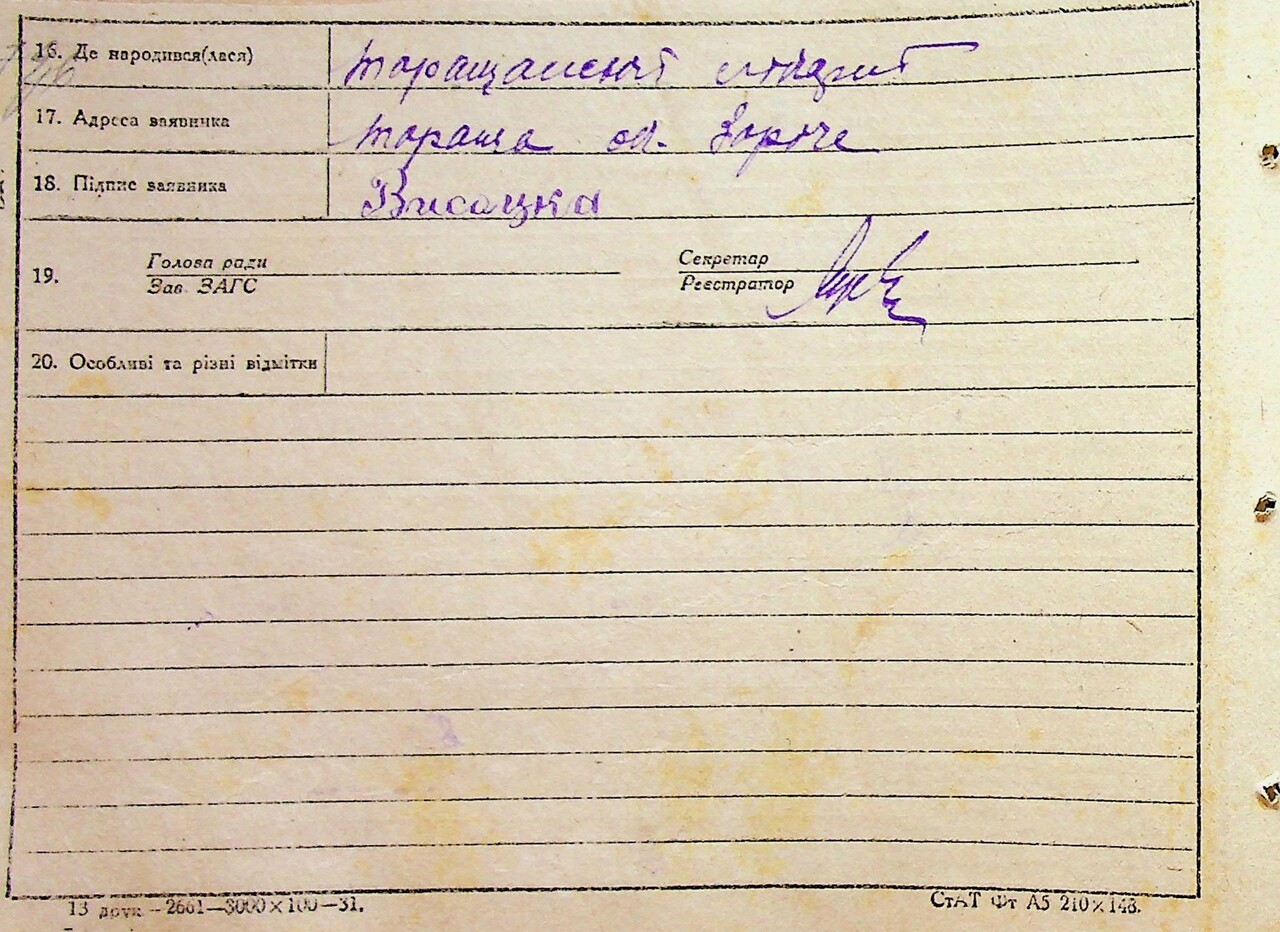 16. Де народився(лася) Таращанський
17. Адреса заявника Тараща
18. Підпис заявника Висоцка
19. Голова ради Секретар
Зав ЗАГС Реєстратор
20. Особливі та різні відмітки
13 друк – 2661—3000×100—31.
СтАТ Фт А5 210×148.